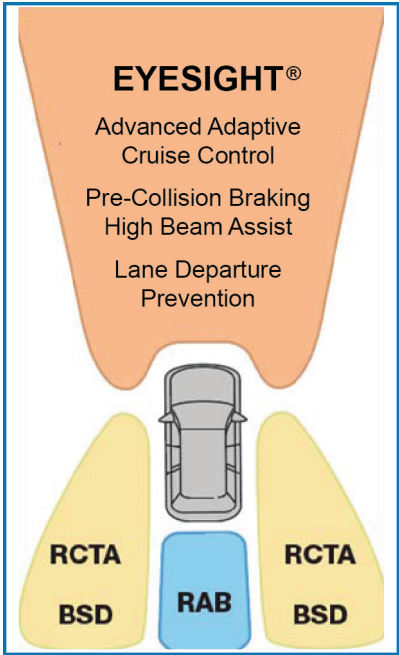 EYESIGHT®
Advanced Adaptive
Cruise Control
Pre-Collision Braking
High Beam Assist
Lane Departure
Prevention
RCTA
RCTA
RAB
BSD
BSD